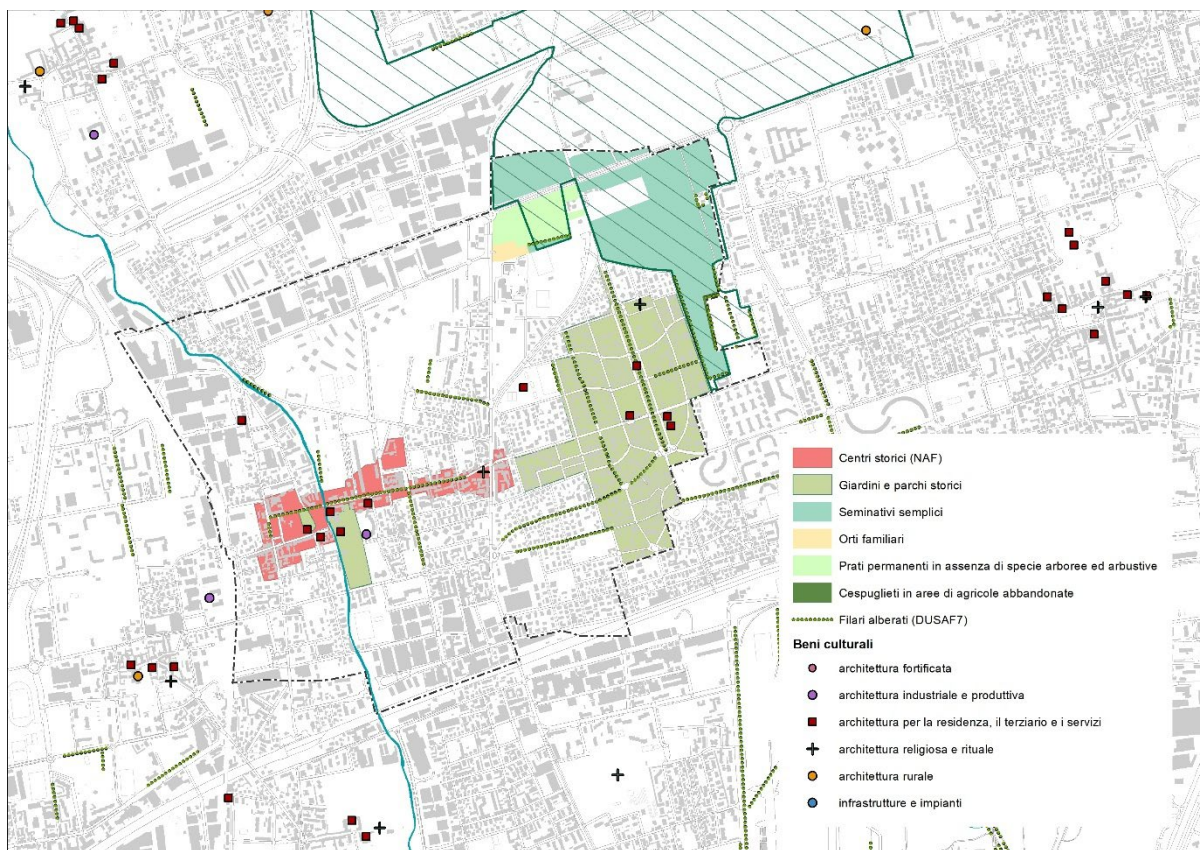 Centri storici (NAF)
Giardini e parchi storici
Seminativi semplici
Orti familiari
Prati permanenti in assenza di specie arboree ed arbustive
Cespuglieti in aree di agricole abbandonate
Filari alberati (DUSAF7)
Beni culturali
architettura fortificata
architettura industriale e produttiva
architettura per la residenza, il terziario e i servizi
architettura religiosa e rituale
architettura rurale
infrastrutture e impianti